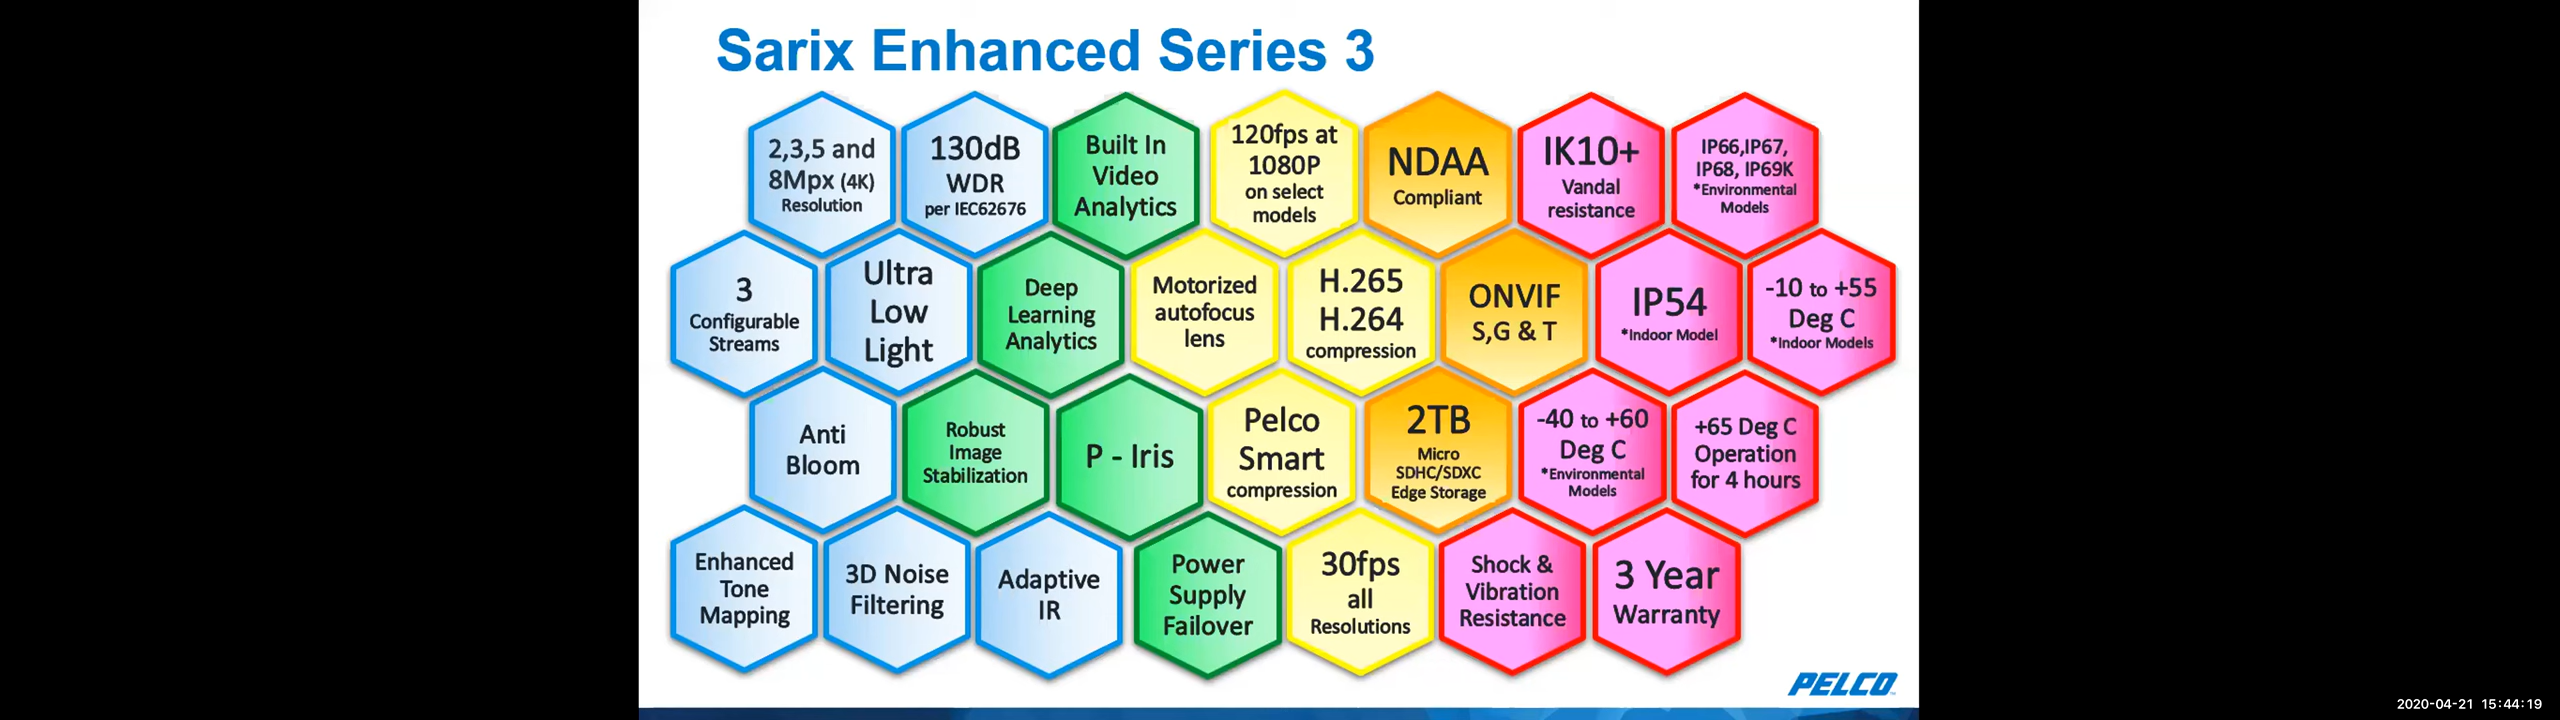 Sarix Enhanced Series 3
2,3,5 and
8Mpx (4K)
Resolution
130dB
WDR
per IEC62676
Built In
Video
Analytics
120fps at
1080P
on select
models
NDAA
Compliant
IK10+
Vandal
resistance
IP66,IP67,
IP68, IP69K
*Environmental
Models
3
Configurable
Streams
Ultra
Low
Light
Deep
Learning
Analytics
Motorized
autofocus
lens
H.265
H.264
compression
ONVIF
S,G & T
IP54
*Indoor Model
-10 to +55
Deg C
*Indoor Models
Anti
Bloom
Robust
Image
Stabilization
P - Iris
Pelco
Smart
compression
2TB
Micro
SDHC/SDXC
Edge Storage
-40 to +60
Deg C
*Environmental
Models
+65 Deg C
Operation
for 4 hours
Enhanced
Tone
Mapping
3D Noise
Filtering
Adaptive
IR
Power
Supply
Failover
30fps
all
Resolutions
Shock &
Vibration
Resistance
3 Year
Warranty
PELCO
2020-04-21 15:44:19